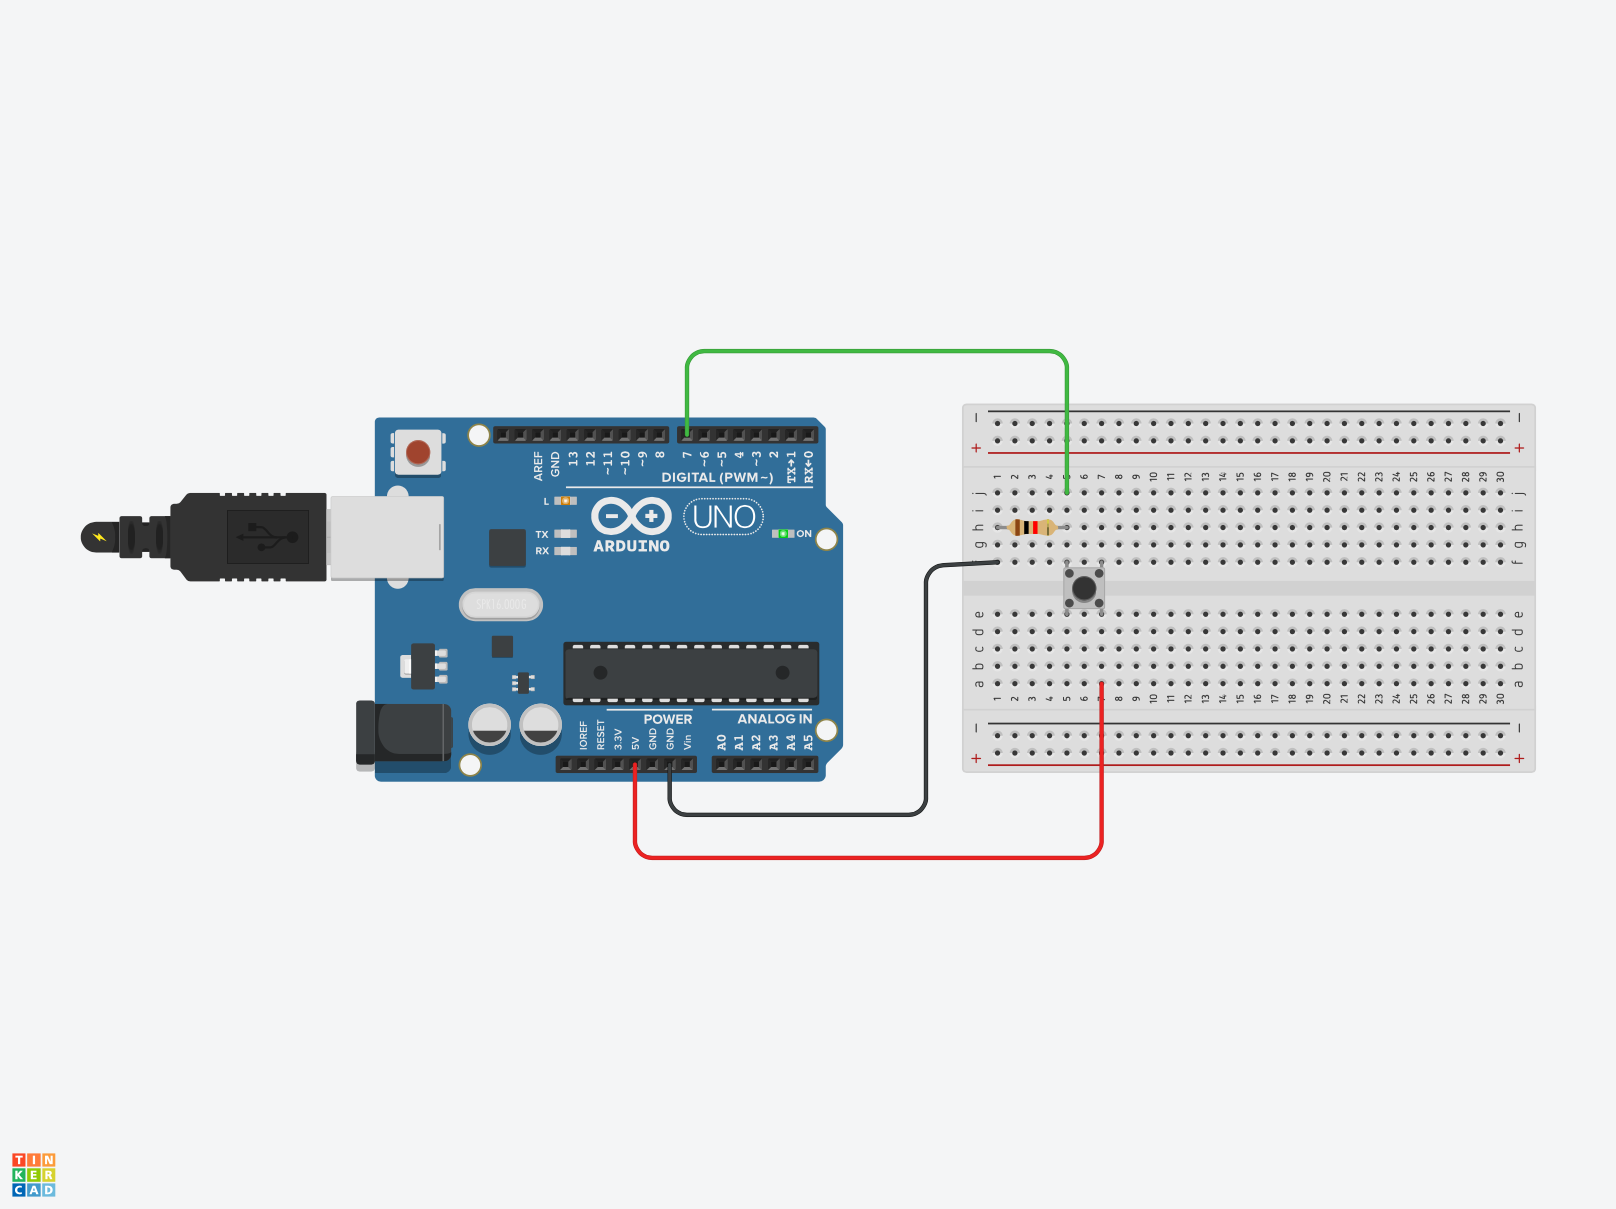 AREF
GND
13
12
~11
~10
~9
8
7
~6
~5
4
~3
2
TX→1
RX←0
DIGITAL (PWM~)
L
TX
RX
UNO
ON
ARDUINO
SPK16.000G
POWER
ANALOG IN
IOREF
RESET
3.3V
5V
GND
GND
Vin
A0
A1
A2
A3
A4
A5
− −
+ +
1 2 3 4 5 6 7 8 9 10 11 12 13 14 15 16 17 18 19 20 21 22 23 24 25 26 27 28 29 30
j j
i i
h h
g g
f
e e
d d
c c
b b
a a
1 2 3 4 5 6 7 8 9 10 11 12 13 14 15 16 17 18 19 20 21 22 23 24 25 26 27 28 29 30
− −
+ +
TIN
KER
CAD